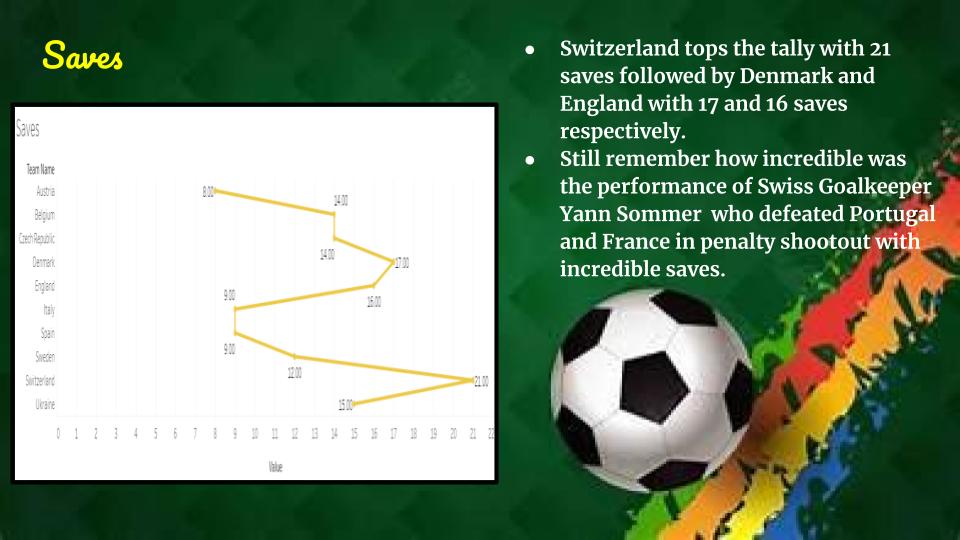 Saves
● Switzerland tops the tally with 21
saves followed by Denmark and
England with 17 and 16 saves
respectively.
● Still remember how incredible was
the performance of Swiss Goalkeeper
Yann Sommer who defeated Portugal
and France in penalty shootout with
incredible saves.
Saves
Team Name
Austria 8.00
Belgium 14.00
Czech Republic 14.00
Denmark 17.00
England 16.00
Italy 9.00
Spain 9.00
Sweden 12.00
Switzerland 21.00
Ukraine 15.00
0 1 2 3 4 5 6 7 8 9 10 11 12 13 14 15 16 17 18 19 20 21 22
Value